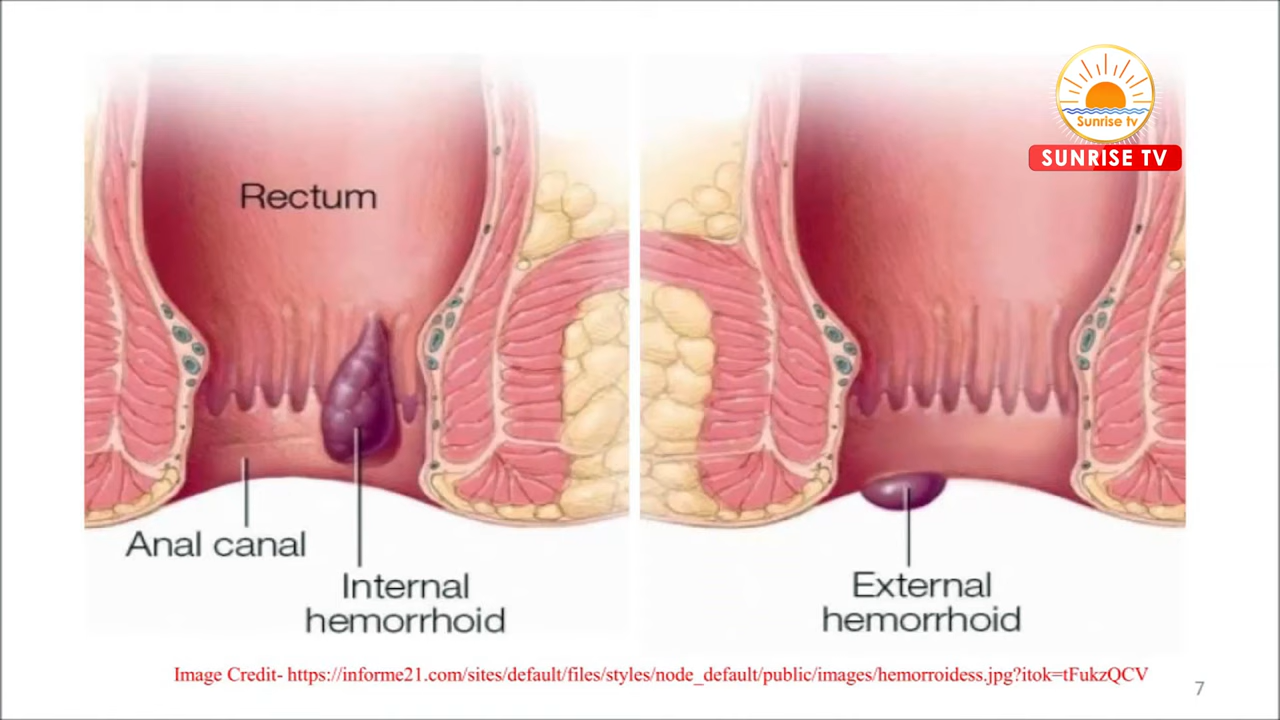 Sunrise tv
SUNRISE TV
Rectum
Anal canal
Internal
hemorrhoid
External
hemorrhoid
Image Credit- https://informe21.com/sites/default/files/styles/node_default/public/images/hemorroidess.jpg?itok=tFukzQCV
7